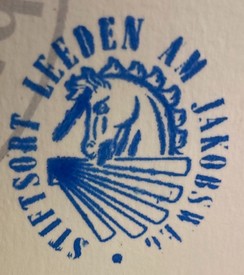 STIFTSORT LEEDEN AM JAKOBSWEG